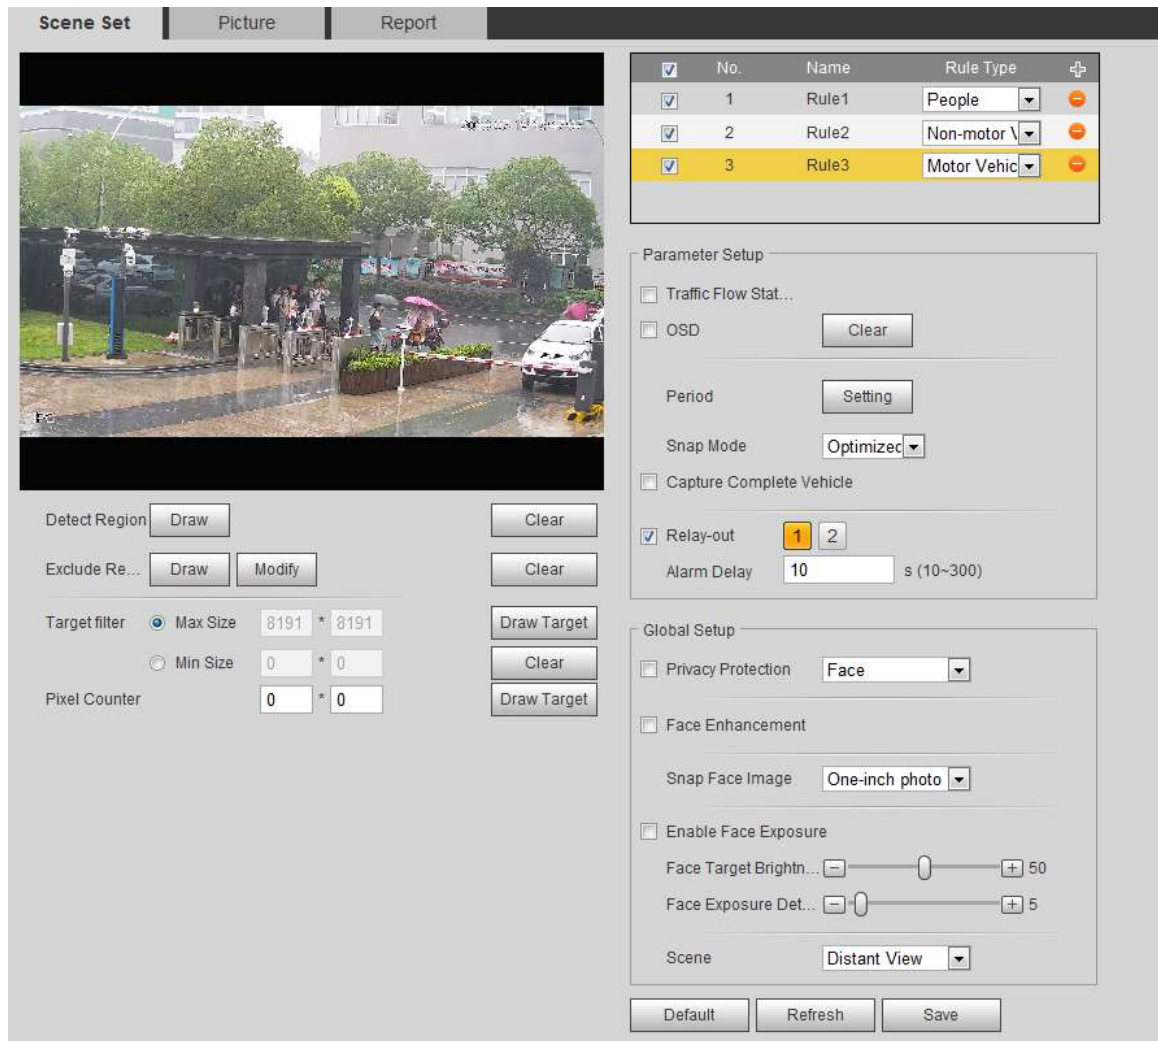 Scene Set Picture Report
No. Name Rule Type
1 Rule1 People
2 Rule2 Non-motor V
3 Rule3 Motor Vehic
Parameter Setup
Traffic Flow Stat...
OSD Clear
Period Setting
Snap Mode Optimized
Capture Complete Vehicle
Relay-out 1 2
Alarm Delay 10 s (10~300)
Detect Region Draw Clear
Exclude Re... Draw Modify Clear
Target filter Max Size 8191 * 8191 Draw Target
Min Size 0 * 0 Clear
Pixel Counter 0 * 0 Draw Target
Global Setup
Privacy Protection Face
Face Enhancement
Snap Face Image One-inch photo
Enable Face Exposure
Face Target Brightn... 50
Face Exposure Det... 5
Scene Distant View
Default Refresh Save